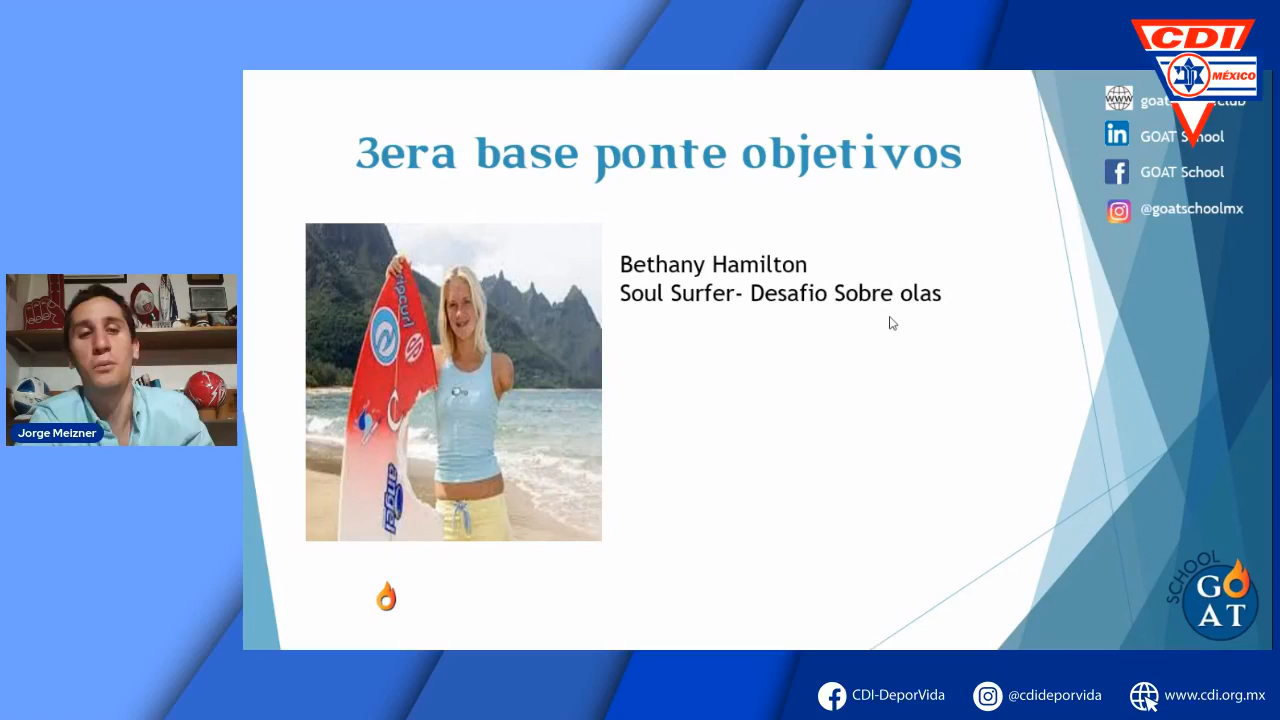 CDI
MÉXICO
GOAT School
GOAT School
@goatschoolmx
3era base ponte objetivos
Bethany Hamilton
Soul Surfer- Desafio Sobre olas
ripcurl
Jorge Meizner
SCHOOL
GO
AT
CDI-DeporVida
@cdideporvida
www.cdi.org.mx